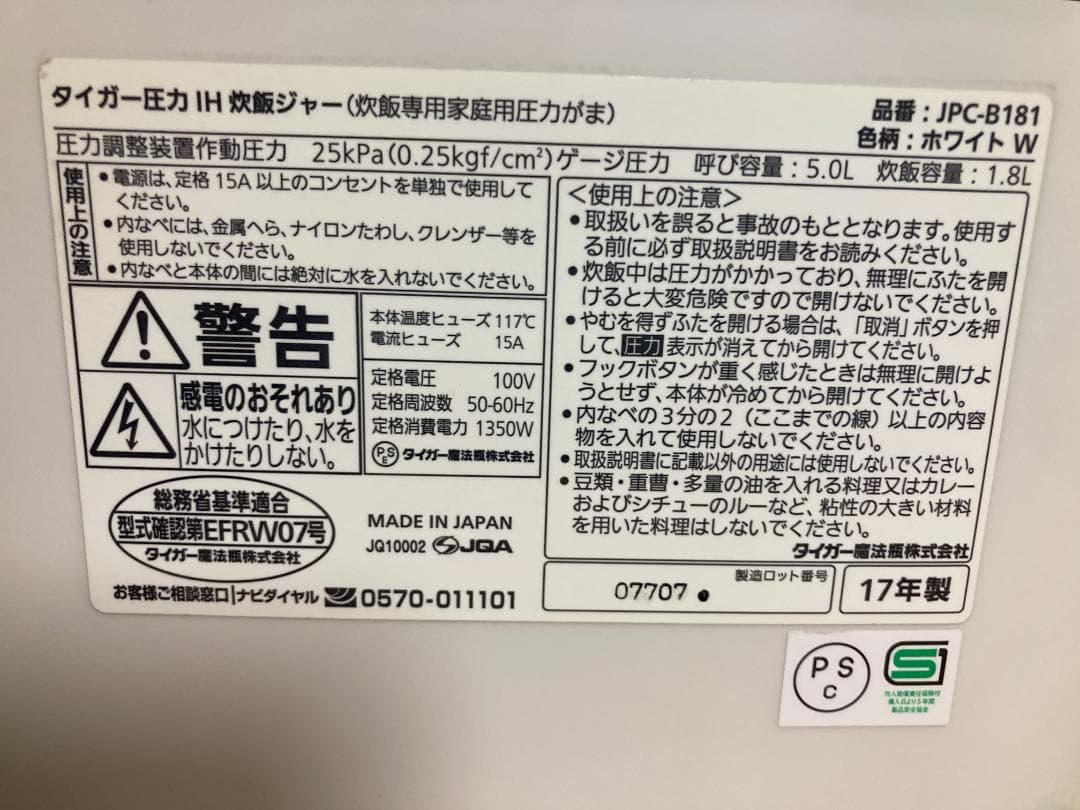 タイガー圧力IH炊飯ジャー(炊飯専用家庭用圧力がま)
品番:JPC-B181
色柄:ホワイト W
圧力調整装置作動圧力 25kPa(0.25kgf/cm²)ゲージ圧力 呼び容量:5.0L 炊飯容量:1.8L
使用上の注意
●電源は、定格15A以上のコンセントを単独で使用して
ください。
●内なべには、金属へら、ナイロンたわし、クレンザー等を
使用しないでください。
●内なべと本体の間には絶対に水を入れないでください。
警告
感電のおそれあり
水につけたり、水を
かけたりしない。
本体温度ヒューズ 117℃
電流ヒューズ 15A
定格電圧 100V
定格周波数 50-60Hz
定格消費電力 1350W
PSE タイガー魔法瓶株式会社
総務省基準適合
型式確認第EFRW07号
タイガー魔法瓶株式会社
MADE IN JAPAN
JQ10002 JQA
お客様ご相談窓口 ナビダイヤル 0570-011101
<使用上の注意>
●取扱いを誤ると事故のもととなります。使用す
る前に必ず取扱説明書をお読みください。
●炊飯中は圧力がかかっており、無理にふたを開
けると大変危険ですので開けないでください。
●やむを得ずふたを開ける場合は、「取消」ボタンを押
して、圧力表示が消えてから開けてください。
●フックボタンが重く感じたときは無理に開けよ
うとせず、本体が冷めてから開けてください。
●内なべの3分の2(ここまでの線)以上の内容
物を入れて使用しないでください。
●取扱説明書に記載以外の用途には使用しないでください。
●豆類・重曹・多量の油を入れる料理又はカレー
およびシチューのルーなど、粘性の大きい材料
を用いた料理はしないでください。
タイガー魔法瓶株式会社
製造ロット番号
07707
17年製
PS
C
S1
対人賠償責任保険付
購入日より5年間
製品安全協会